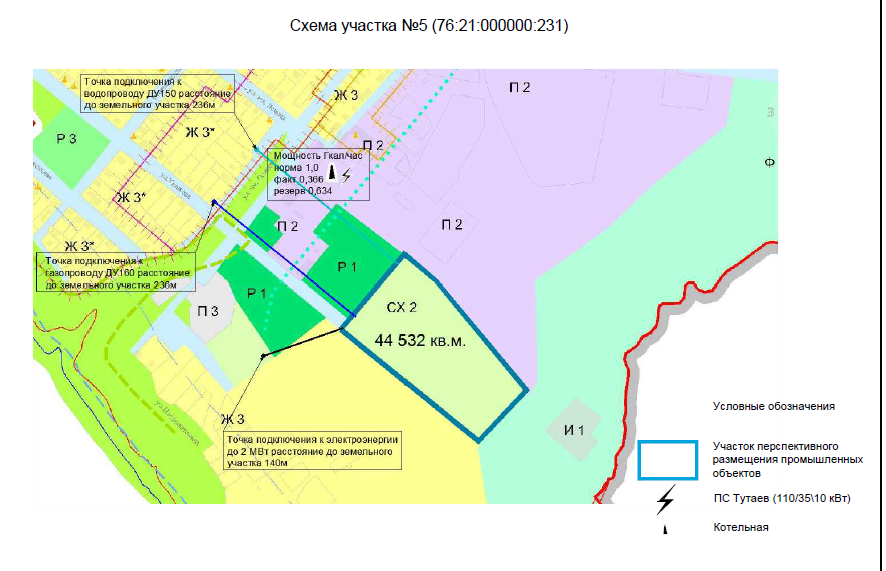 Схема участка №5 (76:21:000000:231)
Точка подключения к
водопроводу ДУ150 расстояние
до земельного участка 236м
Ж 3
П 2
З
Р 3
Ж 3*
П 2
Мощность Гкал/час
норма 1,0
факт 0,366
резерв 0,634
Ф
Ж 3*
П 2
П 2
Ж 3*
Точка подключения к
газопроводу ДУ160 расстояние
до земельного участка 236м
Р 1
Р 1
П 3
СХ 2
44 532 кв.м.
Ж 3
И 1
Точка подключения к электроэнергии
до 2 МВт расстояние до земельного
участка 140м
Условные обозначения
Участок перспективного
размещения промышленных
объектов
ПС Тутаев (110/35\10 кВт)
Котельная